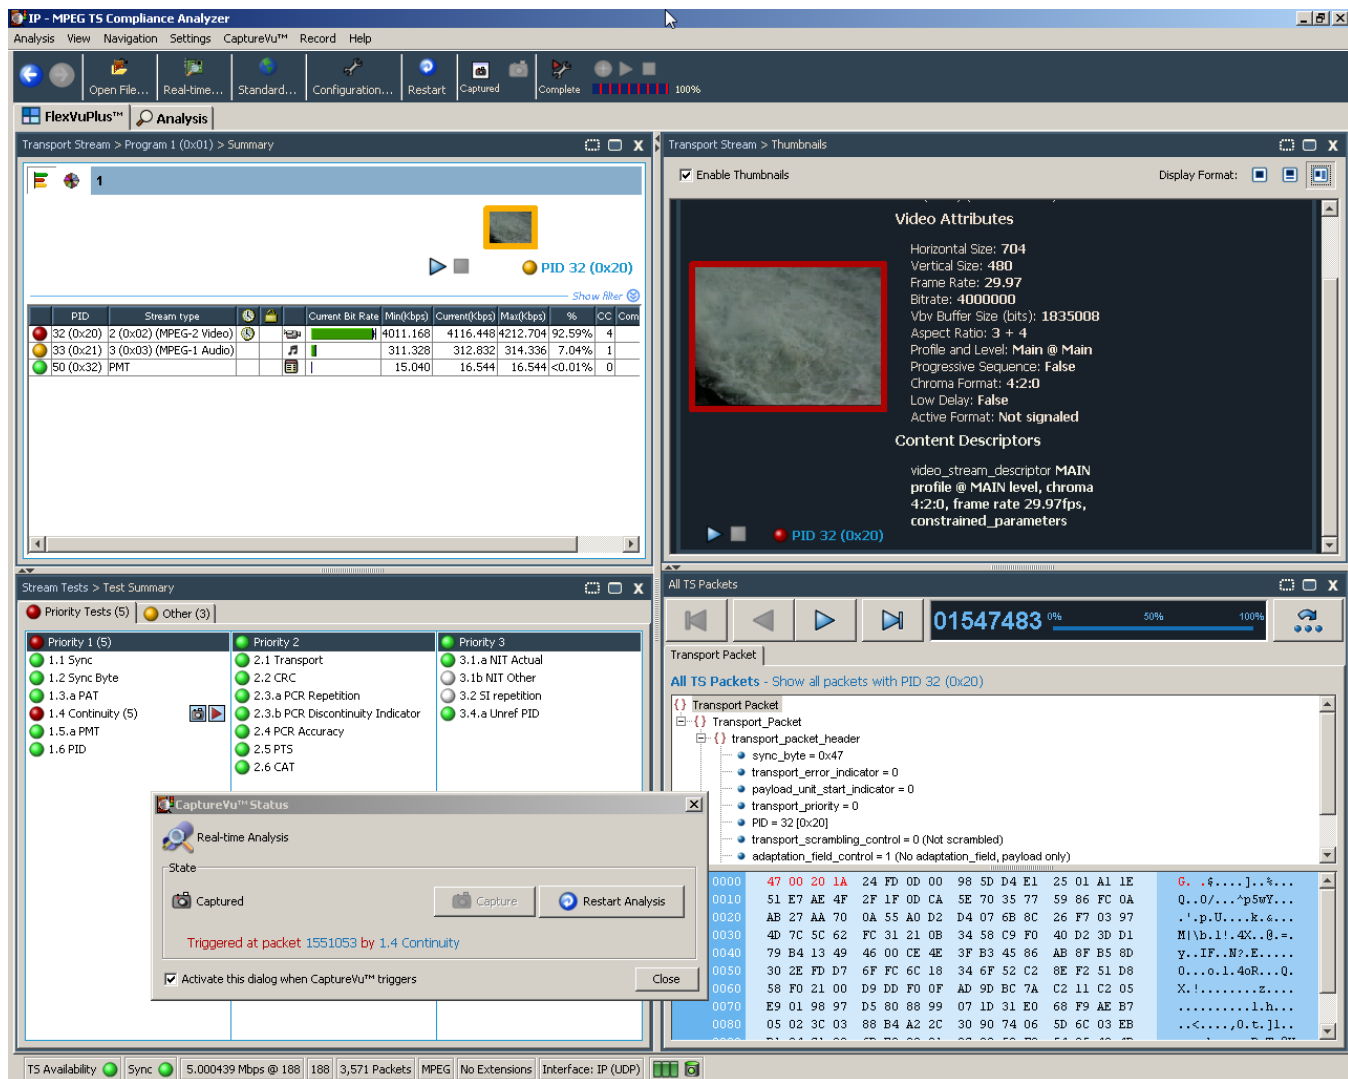 IP - MPEG TS Compliance Analyzer
Analysis View Navigation Settings CaptureVu™ Record Help
Open File... Real-time... Standard... Configuration... Restart Captured Complete 100%
FlexVuPlus™ Analysis
Transport Stream > Program 1 (0x01) > Summary
1
PID 32 (0x20)
Show filter
PID Stream type Current Bit Rate Min(Kbps) Current(Kbps) Max(Kbps) % CC Com
32 (0x20) 2 (0x02) (MPEG-2 Video) 4011.168 4116.448 4212.704 92.59% 4
33 (0x21) 3 (0x03) (MPEG-1 Audio) 311.328 312.832 314.336 7.04% 1
50 (0x32) PMT 15.040 16.544 16.544 <0.01% 0
Transport Stream > Thumbnails
Enable Thumbnails Display Format:
Video Attributes
Horizontal Size: 704
Vertical Size: 480
Frame Rate: 29.97
Bitrate: 4000000
Vbv Buffer Size (bits): 1835008
Aspect Ratio: 3 ÷ 4
Profile and Level: Main @ Main
Progressive Sequence: False
Chroma Format: 4:2:0
Low Delay: False
Active Format: Not signaled
Content Descriptors
video_stream_descriptor MAIN
profile @ MAIN level, chroma
4:2:0, frame rate 29.97fps,
constrained_parameters
PID 32 (0x20)
Stream Tests > Test Summary
Priority Tests (5) Other (3)
Priority 1 (5)
1.1 Sync
1.2 Sync Byte
1.3.a PAT
1.4 Continuity (5)
1.5.a PMT
1.6 PID
Priority 2
2.1 Transport
2.2 CRC
2.3.a PCR Repetition
2.3.b PCR Discontinuity Indicator
2.4 PCR Accuracy
2.5 PTS
2.6 CAT
Priority 3
3.1.a NIT Actual
3.1b NIT Other
3.2 SI repetition
3.4.a Unref PID
CaptureVu™ Status
Real-time Analysis
State
Captured Capture Restart Analysis
Triggered at packet 1551053 by 1.4 Continuity
Activate this dialog when CaptureVu™ triggers Close
All TS Packets
01547483 0% 50% 100%
Transport Packet
All TS Packets - Show all packets with PID 32 (0x20)
Transport Packet
Transport_Packet
transport_packet_header
sync_byte = 0x47
transport_error_indicator = 0
payload_unit_start_indicator = 0
transport_priority = 0
PID = 32 [0x20]
transport_scrambling_control = 0 (Not scrambled)
adaptation_field_control = 1 (No adaptation_field, payload only)
0000 47 00 20 1A 24 FD 0D 00 98 5D D4 E1 25 01 A1 1E G. .$....]..%...
0010 51 E7 AE 4F 2F 1F 0D CA 5E 70 35 77 59 86 FC 0A Q..O/...^p5wY...
0020 AB 27 AA 70 0A 55 A0 D2 D4 07 6B 8C 26 F7 03 97 .'.p.U....k.&...
0030 4D 7C 5C 62 FC 31 21 0B 34 58 C9 F0 40 D2 3D D1 M|\b.1!.4X..@.=.
0040 79 B4 13 49 46 00 CE 4E 3F B3 45 86 AB 8F B5 8D y..IF..N?.E.....
0050 30 2E FD D7 6F FC 6C 18 34 6F 52 C2 8E F2 51 D8 0...o.l.4oR...Q.
0060 58 F0 21 00 D9 DD F0 0F AD 9D BC 7A C2 11 C2 05 X.!........z....
0070 E9 01 98 97 D5 80 88 99 07 1D 31 E0 68 F9 AE B7 ..........1.h...
0080 05 02 3C 03 88 B4 A2 2C 30 90 74 06 5D 6C 03 EB ..<....,0.t.]l..
TS Availability Sync 5.000439 Mbps @ 188 188 3,571 Packets MPEG No Extensions Interface: IP (UDP)